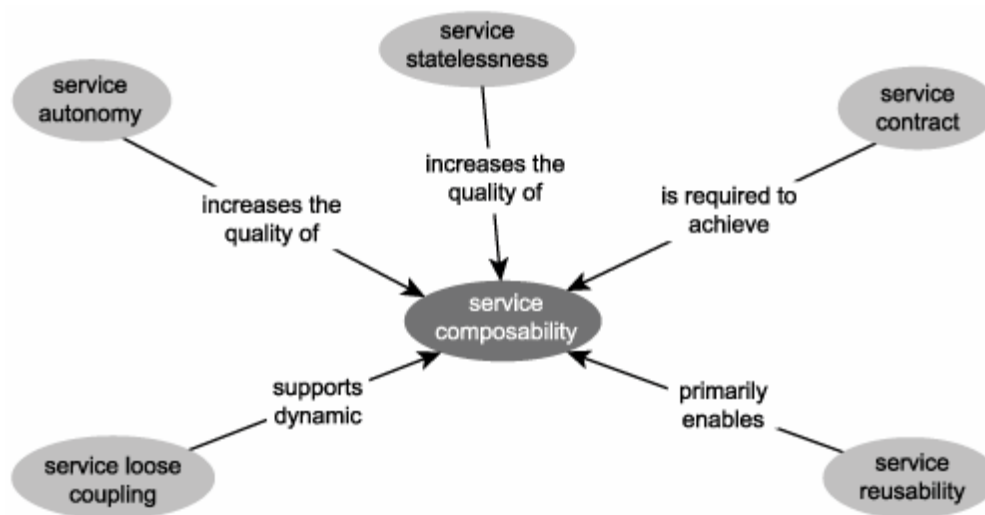 service
statelessness
service
autonomy
service
contract
increases the
quality of
increases the
quality of
is required to
achieve
service
composability
supports
dynamic
primarily
enables
service loose
coupling
service
reusability